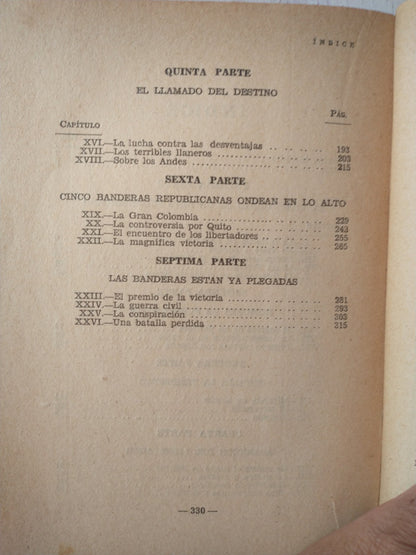 ÍNDICE
QUINTA PARTE
EL LLAMADO DEL DESTINO
CAPÍTULO PÁG.
XVI.—La lucha contra las desventajas .. .. .. .. .. 193
XVII.—Los terribles llaneros .. .. .. .. .. .. .. .. 203
XVIII.—Sobre los Andes .. .. .. .. .. .. .. .. .. 215
SEXTA PARTE
CINCO BANDERAS REPUBLICANAS ONDEAN EN LO ALTO
XIX.—La Gran Colombia .. .. .. .. .. .. .. .. .. 229
XX.—La controversia por Quito .. .. .. .. .. .. .. 243
XXI.—El encuentro de los libertadores .. .. .. .. .. 255
XXII.—La magnífica victoria .. .. .. .. .. .. .. .. 265
SEPTIMA PARTE
LAS BANDERAS ESTAN YA PLEGADAS
XXIII.—El premio de la victoria .. .. .. .. .. .. .. 281
XXIV.—La guerra civil .. .. .. .. .. .. .. .. .. 293
XXV.—La conspiración .. .. .. .. .. .. .. .. .. 303
XXVI.—Una batalla perdida .. .. .. .. .. .. .. .. 315
— 330 —